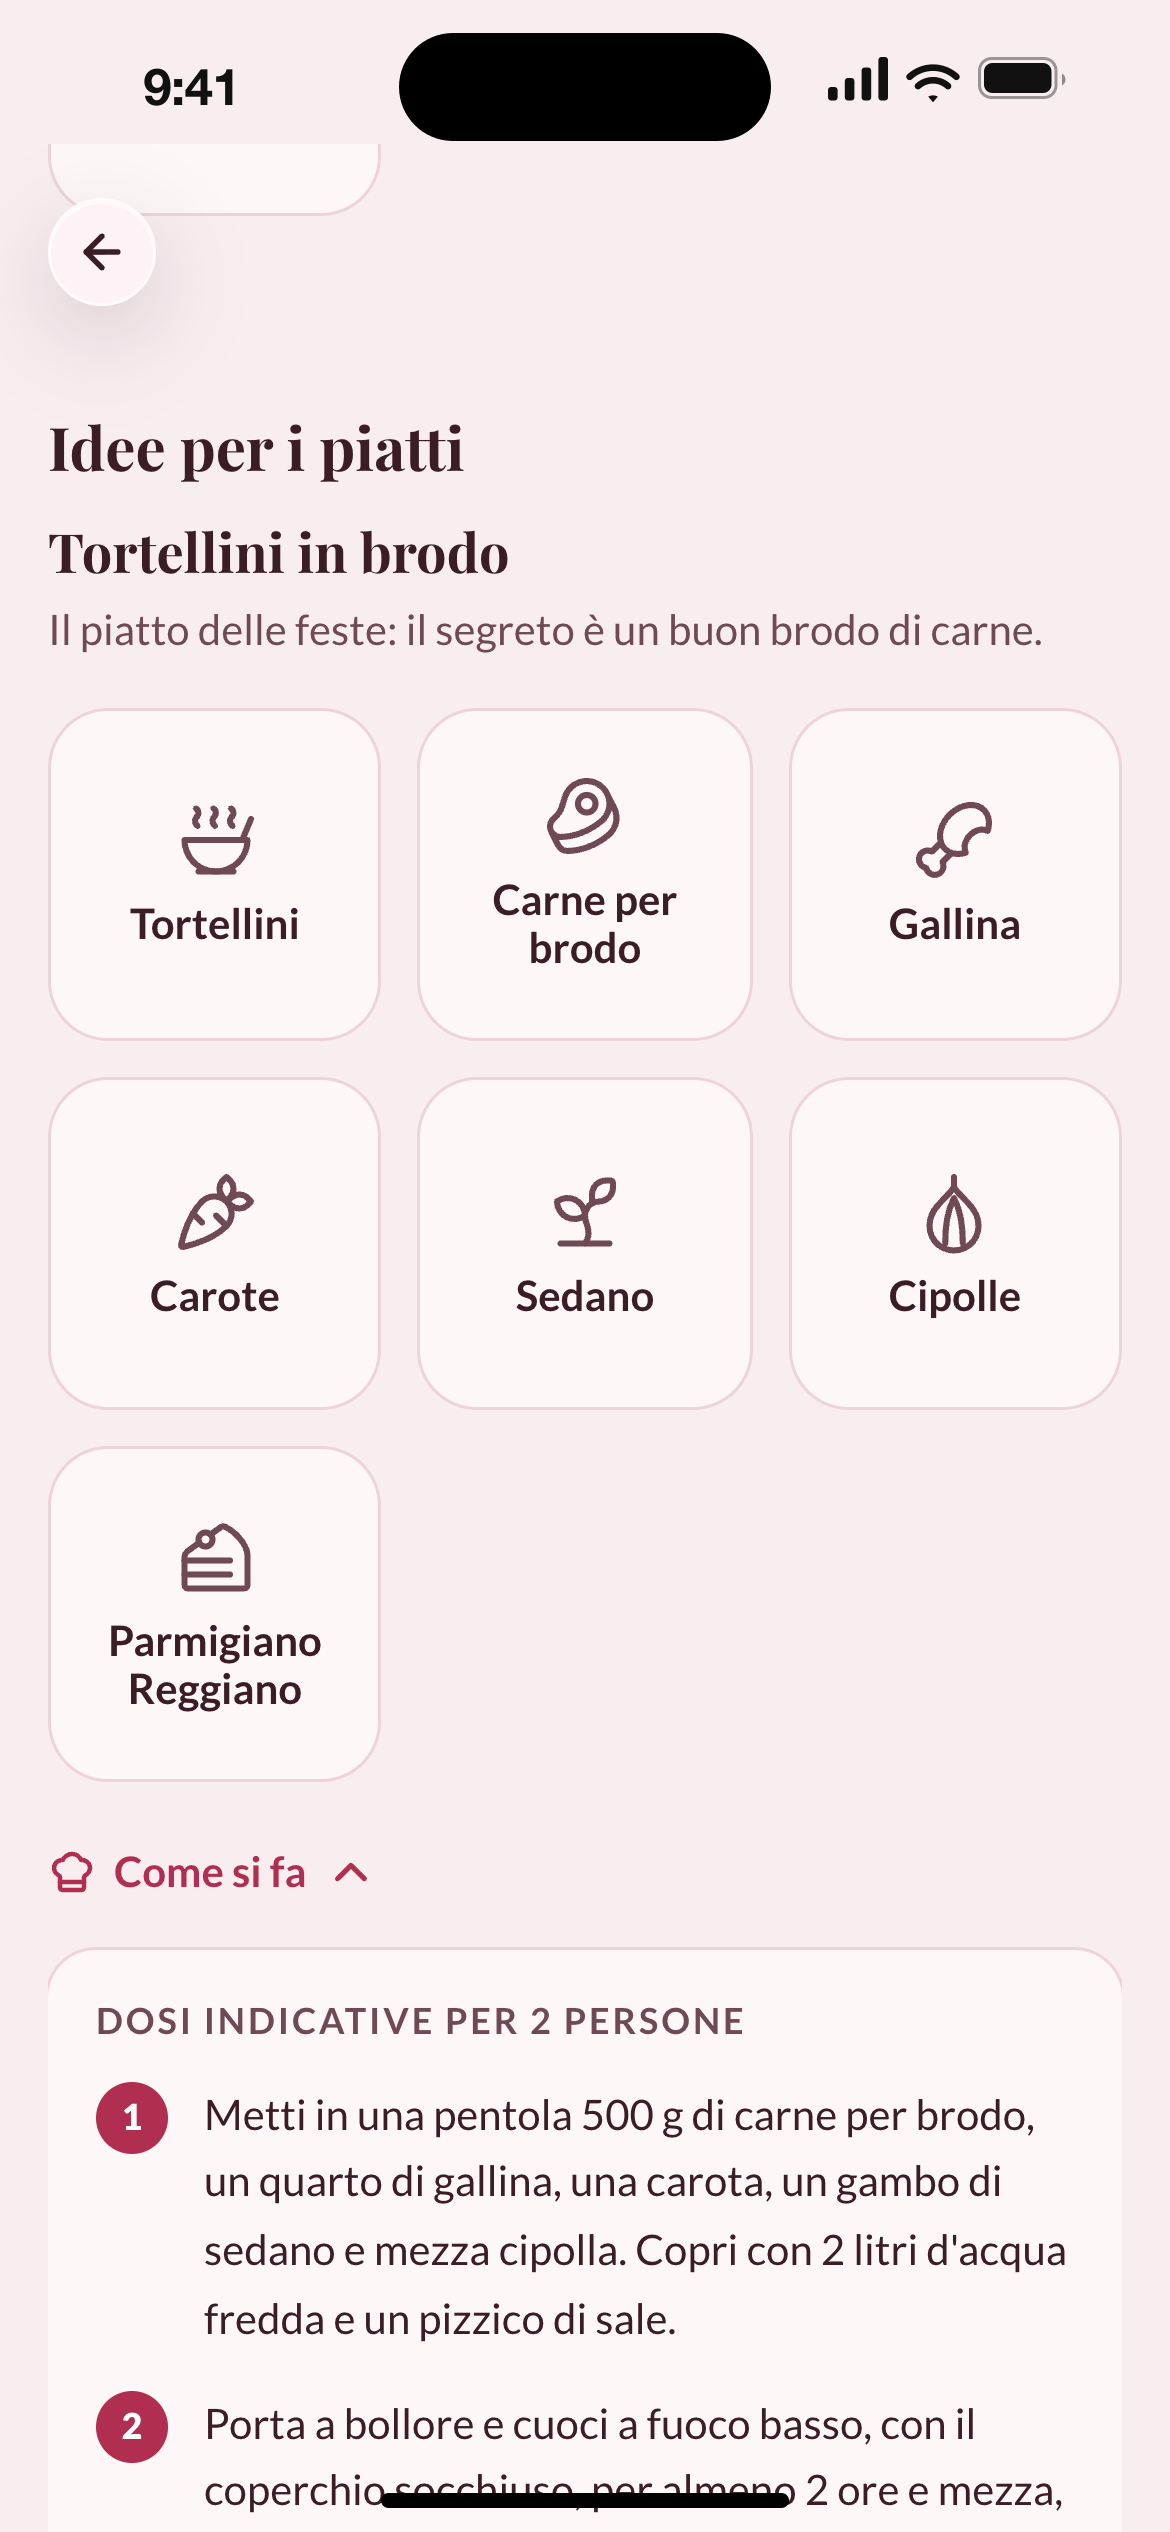 9:41
Idee per i piatti
Tortellini in brodo
Il piatto delle feste: il segreto è un buon brodo di carne.
Tortellini
Carne per
brodo
Gallina
Carote
Sedano
Cipolle
Parmigiano
Reggiano
Come si fa
DOSI INDICATIVE PER 2 PERSONE
1 Metti in una pentola 500 g di carne per brodo,
un quarto di gallina, una carota, un gambo di
sedano e mezza cipolla. Copri con 2 litri d'acqua
fredda e un pizzico di sale.
2 Porta a bollore e cuoci a fuoco basso, con il
coperchio socchiuso, per almeno 2 ore e mezza,